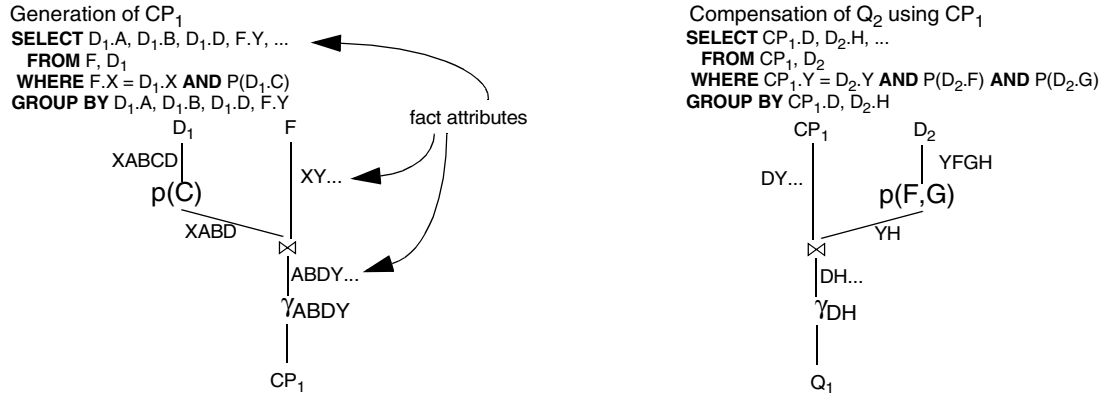 Generation of CP1
SELECT D1.A, D1.B, D1.D, F.Y, ...
FROM F, D1
WHERE F.X = D1.X AND P(D1.C)
GROUP BY D1.A, D1.B, D1.D, F.Y
fact attributes
D1
F
XABCD
XY...
p(C)
XABD
⋈
ABDY...
γABDY
CP1
Compensation of Q2 using CP1
SELECT CP1.D, D2.H, ...
FROM CP1, D2
WHERE CP1.Y = D2.Y AND P(D2.F) AND P(D2.G)
GROUP BY CP1.D, D2.H
CP1
D2
YFGH
DY...
p(F,G)
YH
⋈
DH...
γDH
Q1